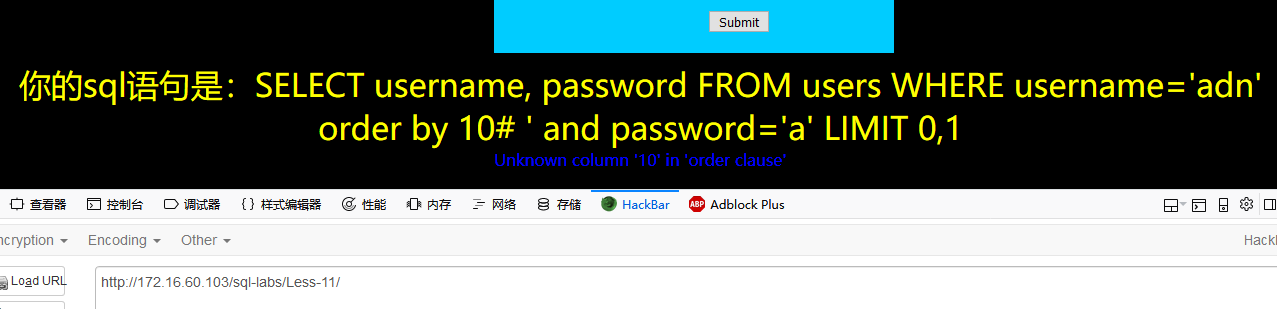 Submit
你的sql语句是：SELECT username, password FROM users WHERE username='adn'
order by 10# ' and password='a' LIMIT 0,1
Unknown column '10' in 'order clause'
查看器 控制台 调试器 {} 样式编辑器 性能 内存 网络 存储 HackBar ABP Adblock Plus
ncryption Encoding Other Hackl
Load URL http://172.16.60.103/sql-labs/Less-11/